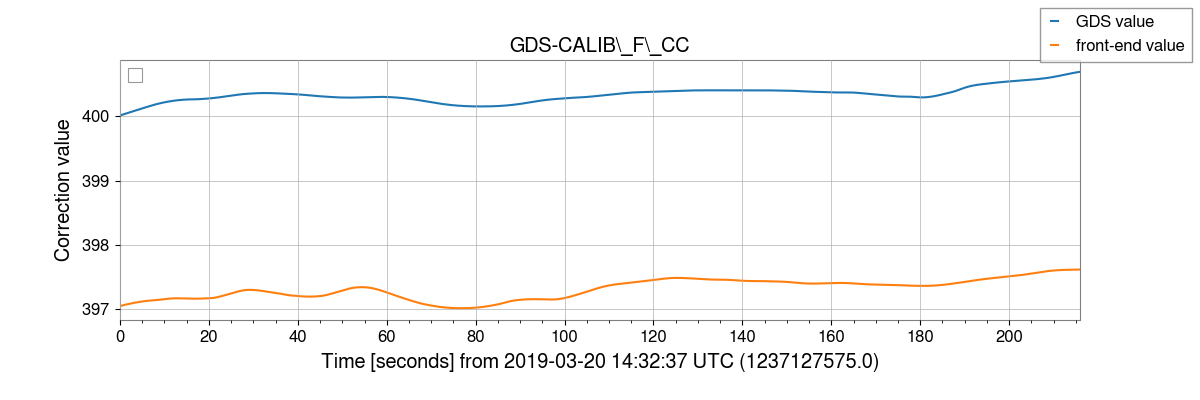 GDS value
front-end value
GDS-CALIB\_F\_CC
Correction value
400
399
398
397
0 20 40 60 80 100 120 140 160 180 200
Time [seconds] from 2019-03-20 14:32:37 UTC (1237127575.0)